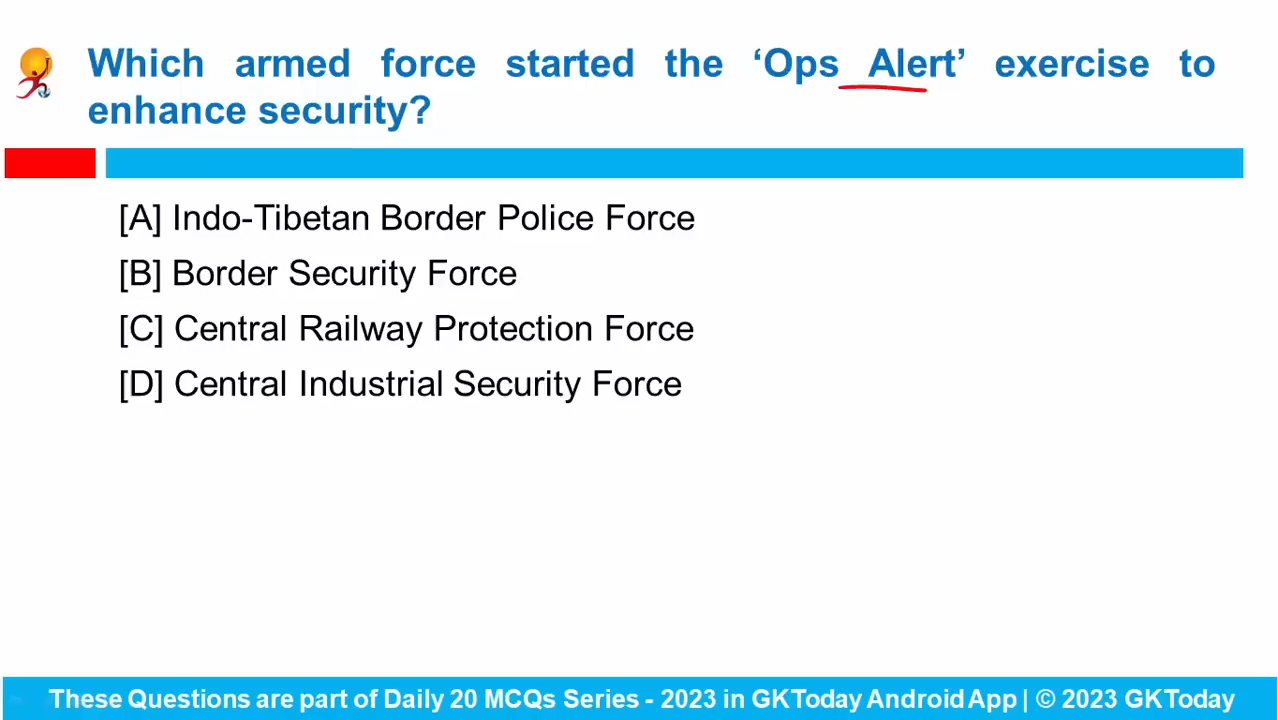 Which armed force started the ‘Ops Alert’ exercise to
enhance security?
[A] Indo-Tibetan Border Police Force
[B] Border Security Force
[C] Central Railway Protection Force
[D] Central Industrial Security Force
These Questions are part of Daily 20 MCQs Series - 2023 in GKToday Android App | © 2023 GKToday